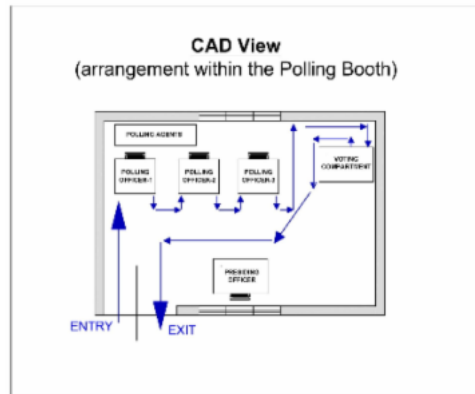 CAD View
(arrangement within the Polling Booth)
POLLING AGENTS
POLLING
OFFICER-1
POLLING
OFFICER-2
POLLING
OFFICER-3
VOTING
COMPARTMENT
PRESIDING
OFFICER
ENTRY
EXIT